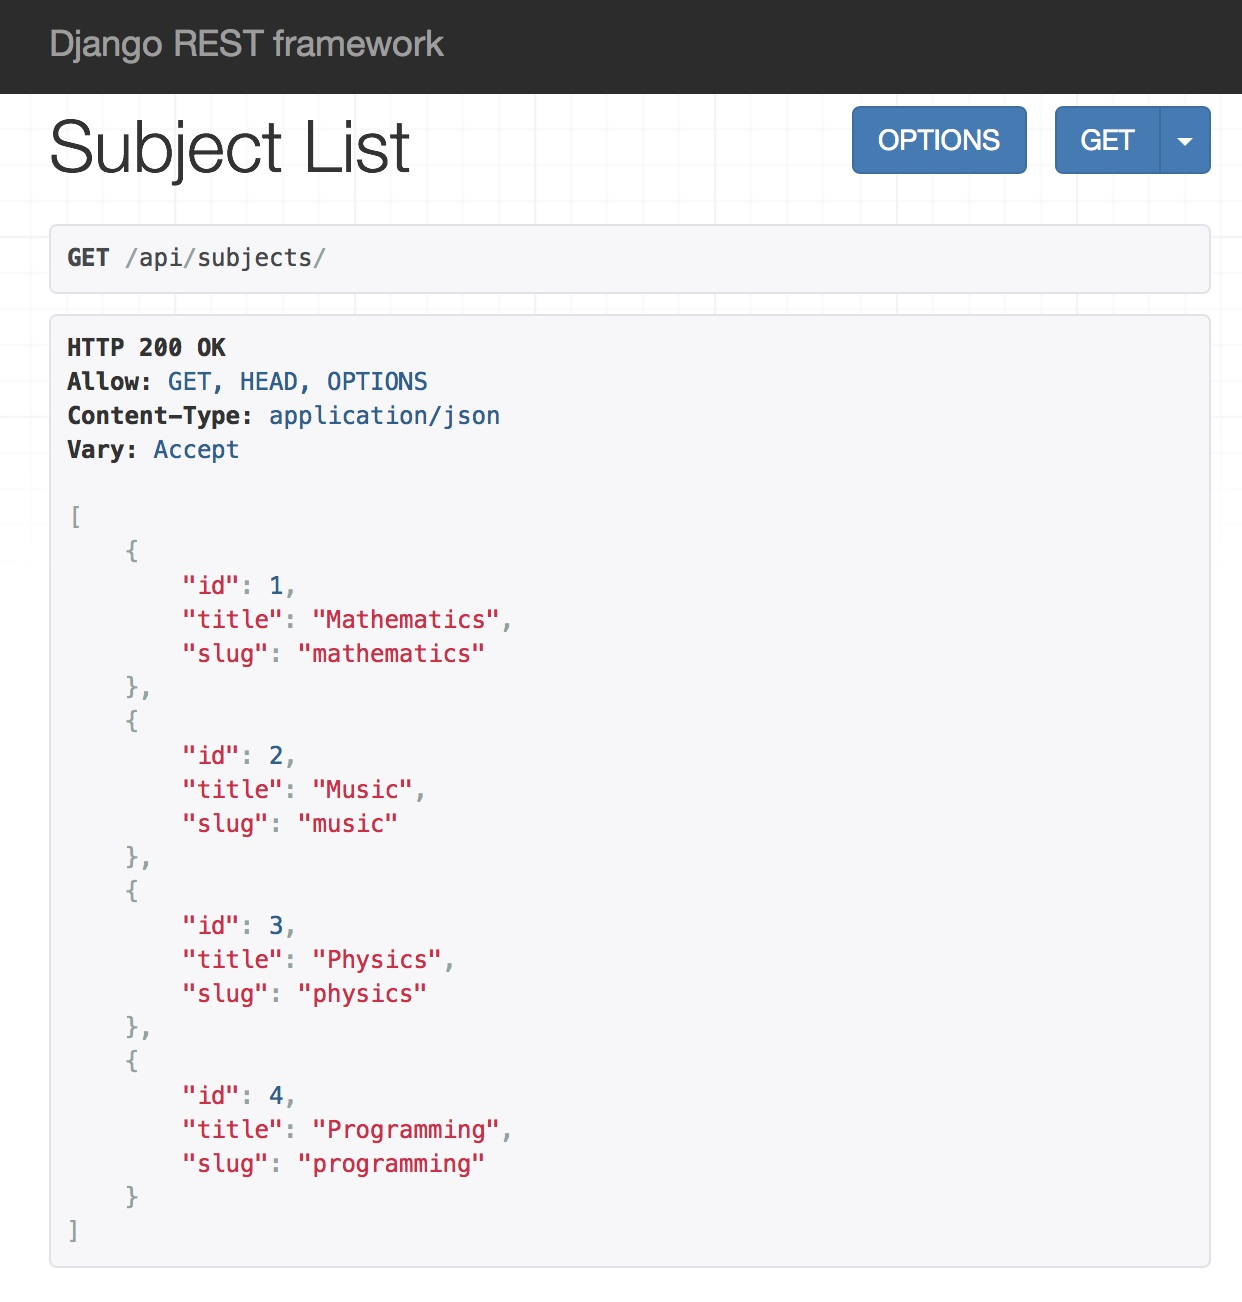 Django REST framework
Subject List
OPTIONS
GET
GET /api/subjects/
HTTP 200 OK
Allow: GET, HEAD, OPTIONS
Content-Type: application/json
Vary: Accept
[
    {
        "id": 1,
        "title": "Mathematics",
        "slug": "mathematics"
    },
    {
        "id": 2,
        "title": "Music",
        "slug": "music"
    },
    {
        "id": 3,
        "title": "Physics",
        "slug": "physics"
    },
    {
        "id": 4,
        "title": "Programming",
        "slug": "programming"
    }
]